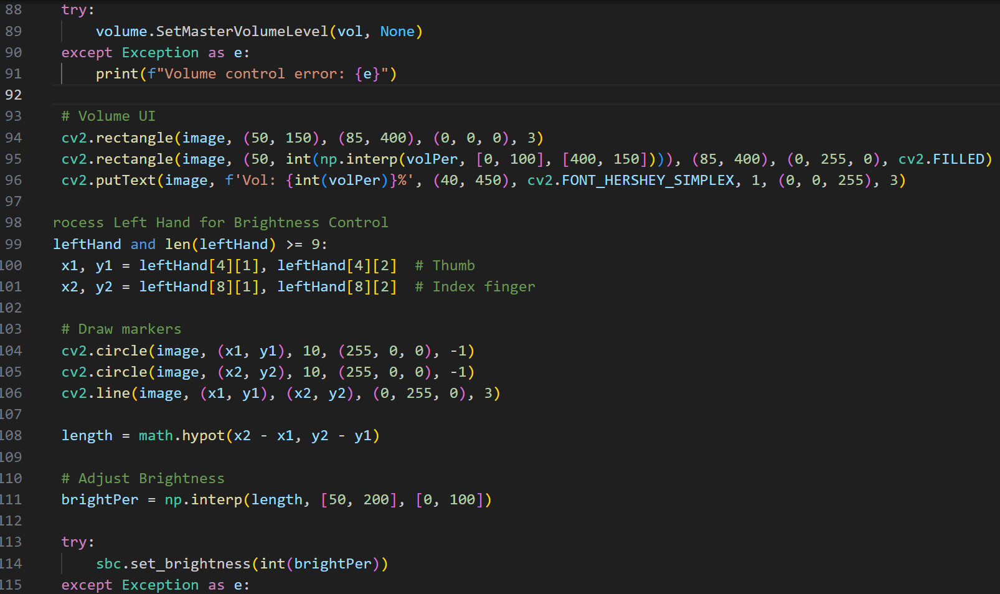 88 try:
89 volume.SetMasterVolumeLevel(vol, None)
90 except Exception as e:
91 print(f"Volume control error: {e}")
92
93 # Volume UI
94 cv2.rectangle(image, (50, 150), (85, 400), (0, 0, 0), 3)
95 cv2.rectangle(image, (50, int(np.interp(volPer, [0, 100], [400, 150]))), (85, 400), (0, 255, 0), cv2.FILLED)
96 cv2.putText(image, f'Vol: {int(volPer)}%', (40, 450), cv2.FONT_HERSHEY_SIMPLEX, 1, (0, 0, 255), 3)
97
98 rocess Left Hand for Brightness Control
99 leftHand and len(leftHand) >= 9:
100 x1, y1 = leftHand[4][1], leftHand[4][2]  # Thumb
101 x2, y2 = leftHand[8][1], leftHand[8][2]  # Index finger
102
103 # Draw markers
104 cv2.circle(image, (x1, y1), 10, (255, 0, 0), -1)
105 cv2.circle(image, (x2, y2), 10, (255, 0, 0), -1)
106 cv2.line(image, (x1, y1), (x2, y2), (0, 255, 0), 3)
107
108 length = math.hypot(x2 - x1, y2 - y1)
109
110 # Adjust Brightness
111 brightPer = np.interp(length, [50, 200], [0, 100])
112
113 try:
114 sbc.set_brightness(int(brightPer))
115 except Exception as e: